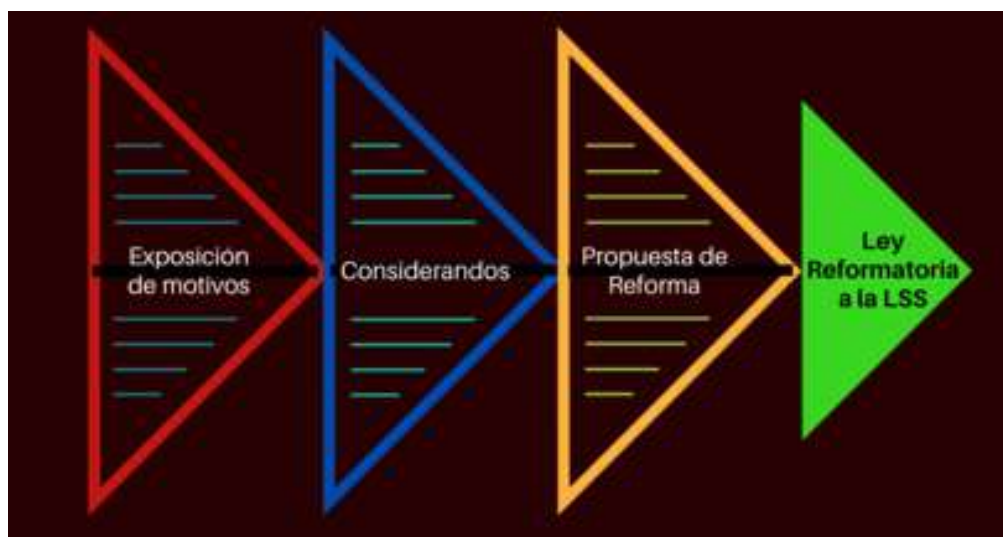 Exposición
de motivos
Considerandos
Propuesta de
Reforma
Ley
Reformatoria
a la LSS